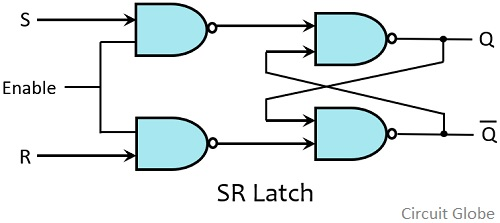 S
Q
Enable
R
Q̅
SR Latch
Circuit Globe